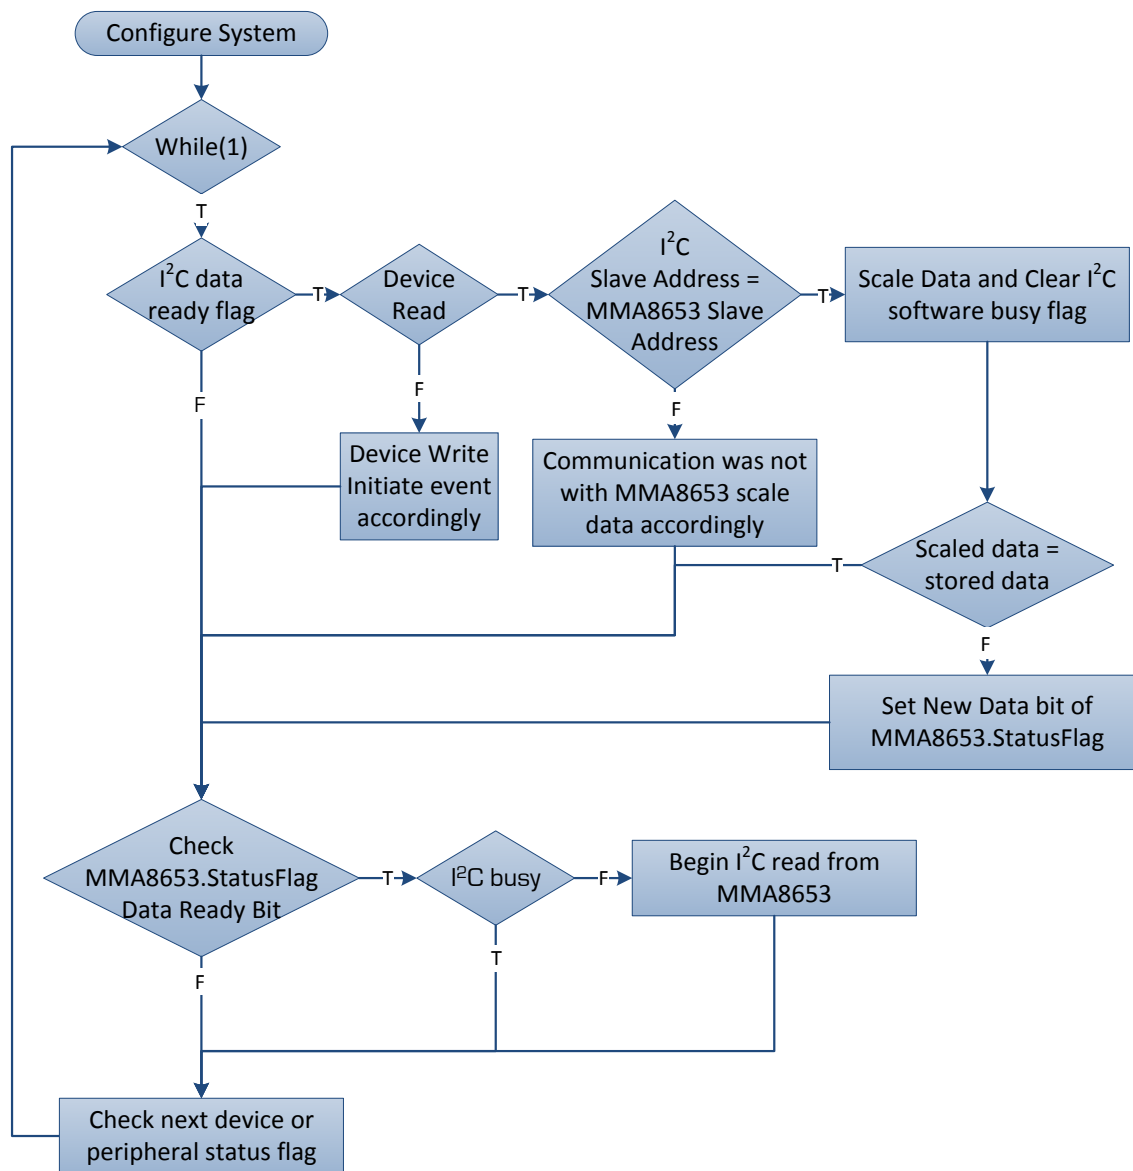 Configure System
While(1)
T
I²C data
ready flag
T
Device
Read
T
I²C
Slave Address =
MMA8653 Slave
Address
T
Scale Data and Clear I²C
software busy flag
F
F
F
Device Write
Initiate event
accordingly
Communication was not
with MMA8653 scale
data accordingly
T
Scaled data =
stored data
F
Set New Data bit of
MMA8653.StatusFlag
Check
MMA8653.StatusFlag
Data Ready Bit
T
I²C busy
F
Begin I²C read from
MMA8653
F
T
Check next device or
peripheral status flag